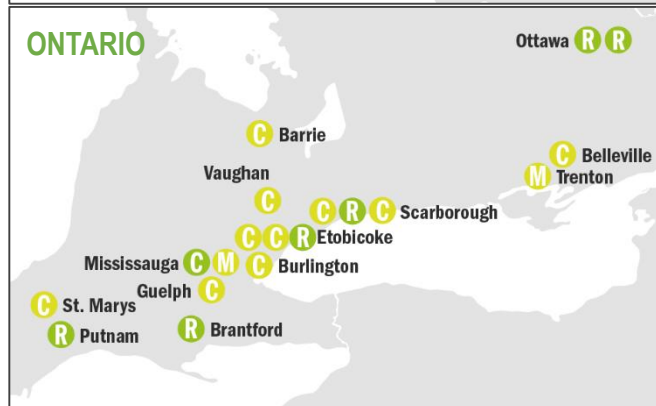 ONTARIO
Ottawa R R
C Barrie
C Belleville
M Trenton
Vaughan
C
C R C Scarborough
C C R Etobicoke
Mississauga C M
C Burlington
Guelph C
C St. Marys
R Putnam
R Brantford